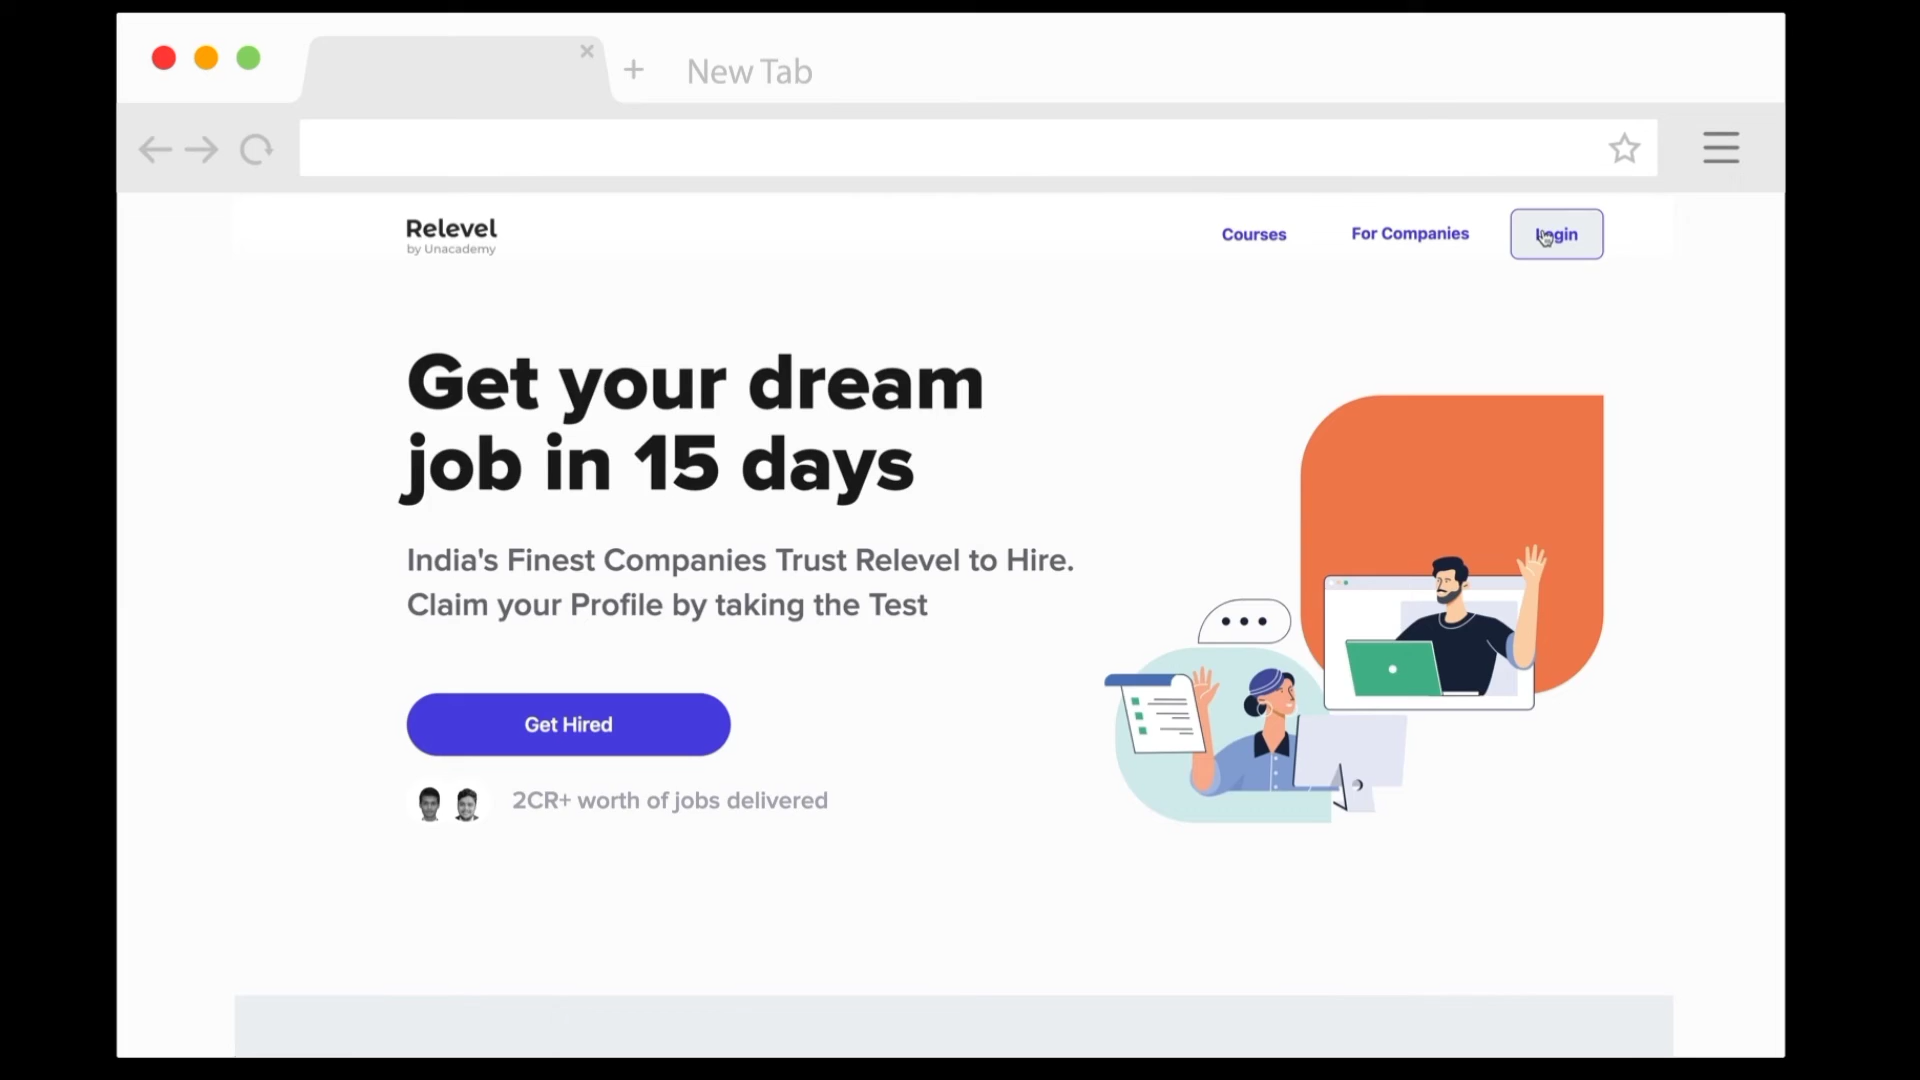 New Tab
Relevel
by Unacademy
Courses
For Companies
Login
Get your dream
job in 15 days
India's Finest Companies Trust Relevel to Hire.
Claim your Profile by taking the Test
Get Hired
2CR+ worth of jobs delivered